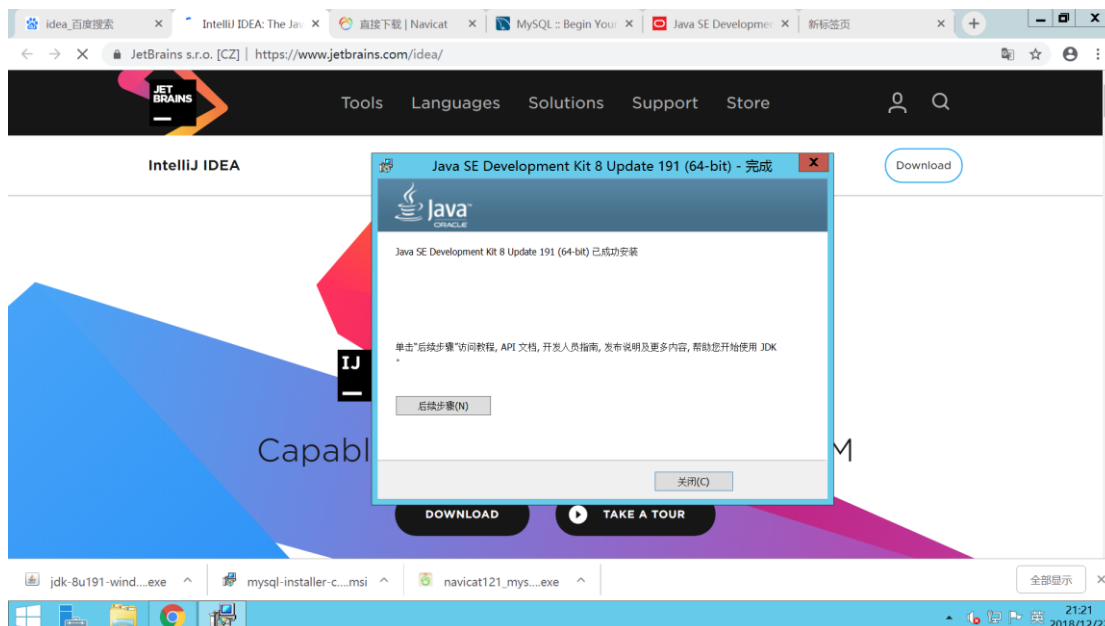 idea_百度搜索
IntelliJ IDEA: The Jav
直接下载 | Navicat
MySQL :: Begin Your
Java SE Developmen
新标签页
JetBrains s.r.o. [CZ] | https://www.jetbrains.com/idea/
JET
BRAINS
Tools Languages Solutions Support Store
IntelliJ IDEA
Download
Java SE Development Kit 8 Update 191 (64-bit) - 完成
Java
ORACLE
Java SE Development Kit 8 Update 191 (64-bit) 已成功安装
单击"后续步骤"访问教程, API 文档, 开发人员指南, 发布说明及更多内容, 帮助您开始使用 JDK
。
IJ
后续步骤(N)
Capabl
M
关闭(C)
DOWNLOAD
TAKE A TOUR
jdk-8u191-wind....exe
mysql-installer-c....msi
navicat121_mys....exe
全部显示
英
21:21
2018/12/2